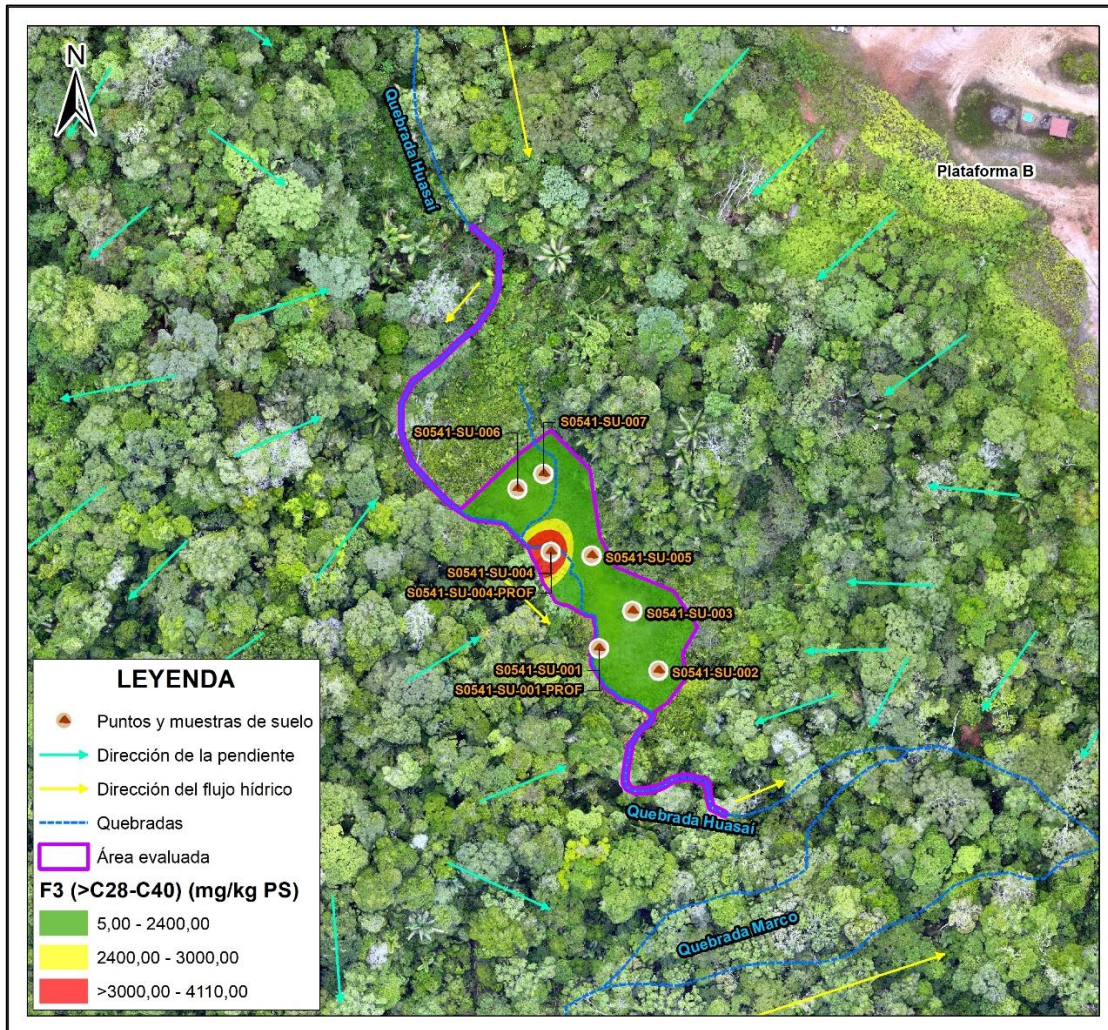 N
Quebrada Huasaí
Plataforma B
S0541-SU-007
S0541-SU-006
S0541-SU-005
S0541-SU-004
S0541-SU-004-PROF
S0541-SU-003
S0541-SU-001
S0541-SU-002
S0541-SU-001-PROF
Quebrada Huasaí
Quebrada Marco
LEYENDA
Puntos y muestras de suelo
Dirección de la pendiente
Dirección del flujo hídrico
Quebradas
Área evaluada
F3 (>C28-C40) (mg/kg PS)
5,00 - 2400,00
2400,00 - 3000,00
>3000,00 - 4110,00